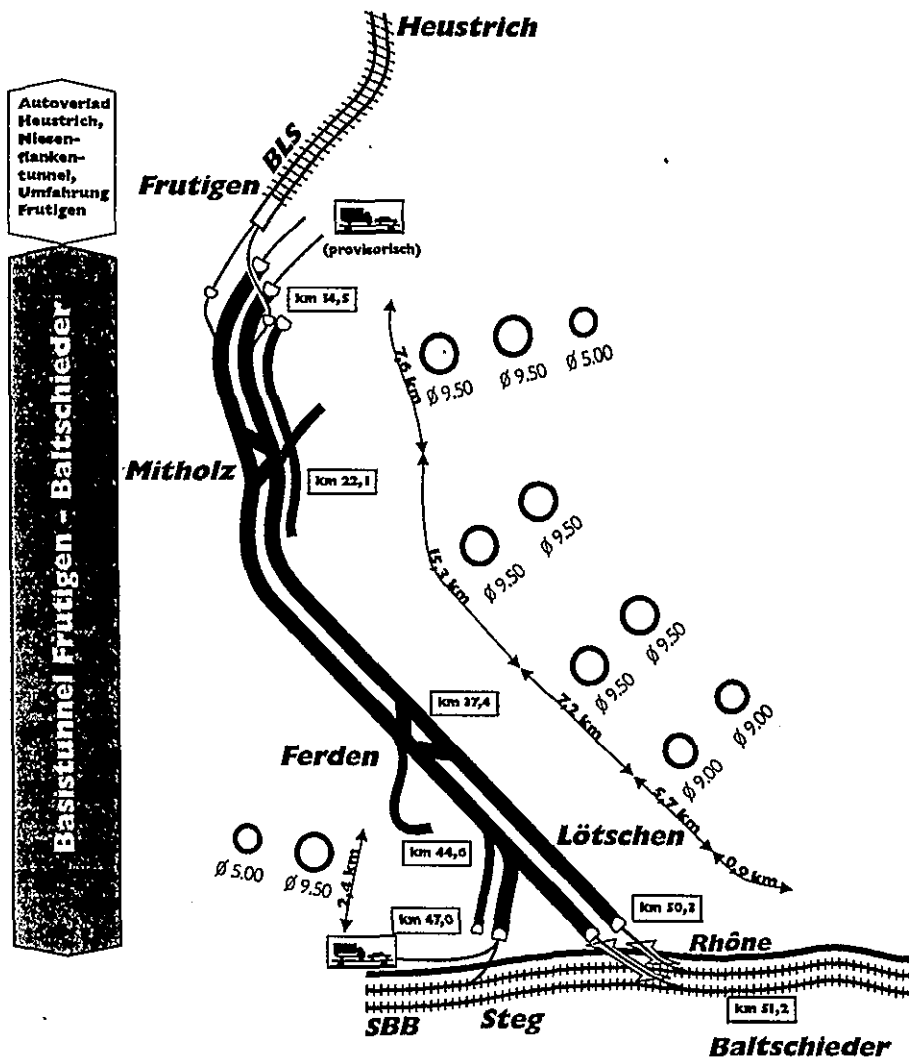 Heustrich
Autoverlad
Heustrich,
Niesen-
flanken-
tunnel,
Umfahrung
Frutigen
BLS
Frutigen
(provisorisch)
km 14,5
7,6 km
Ø 9.50
Ø 9.50
Ø 5.00
Basistunnel Frutigen – Baltschieder
Mitholz
km 22,1
15,3 km
Ø 9.50
Ø 9.50
km 37,4
7,2 km
Ø 9.50
Ø 9.50
Ferden
5,7 km
Ø 9.00
Ø 9.00
Lötschen
km 44,6
0,9 km
Ø 5.00
Ø 9.50
2,4 km
km 47,0
km 50,3
Rhône
SBB
Steg
km 51,2
Baltschieder